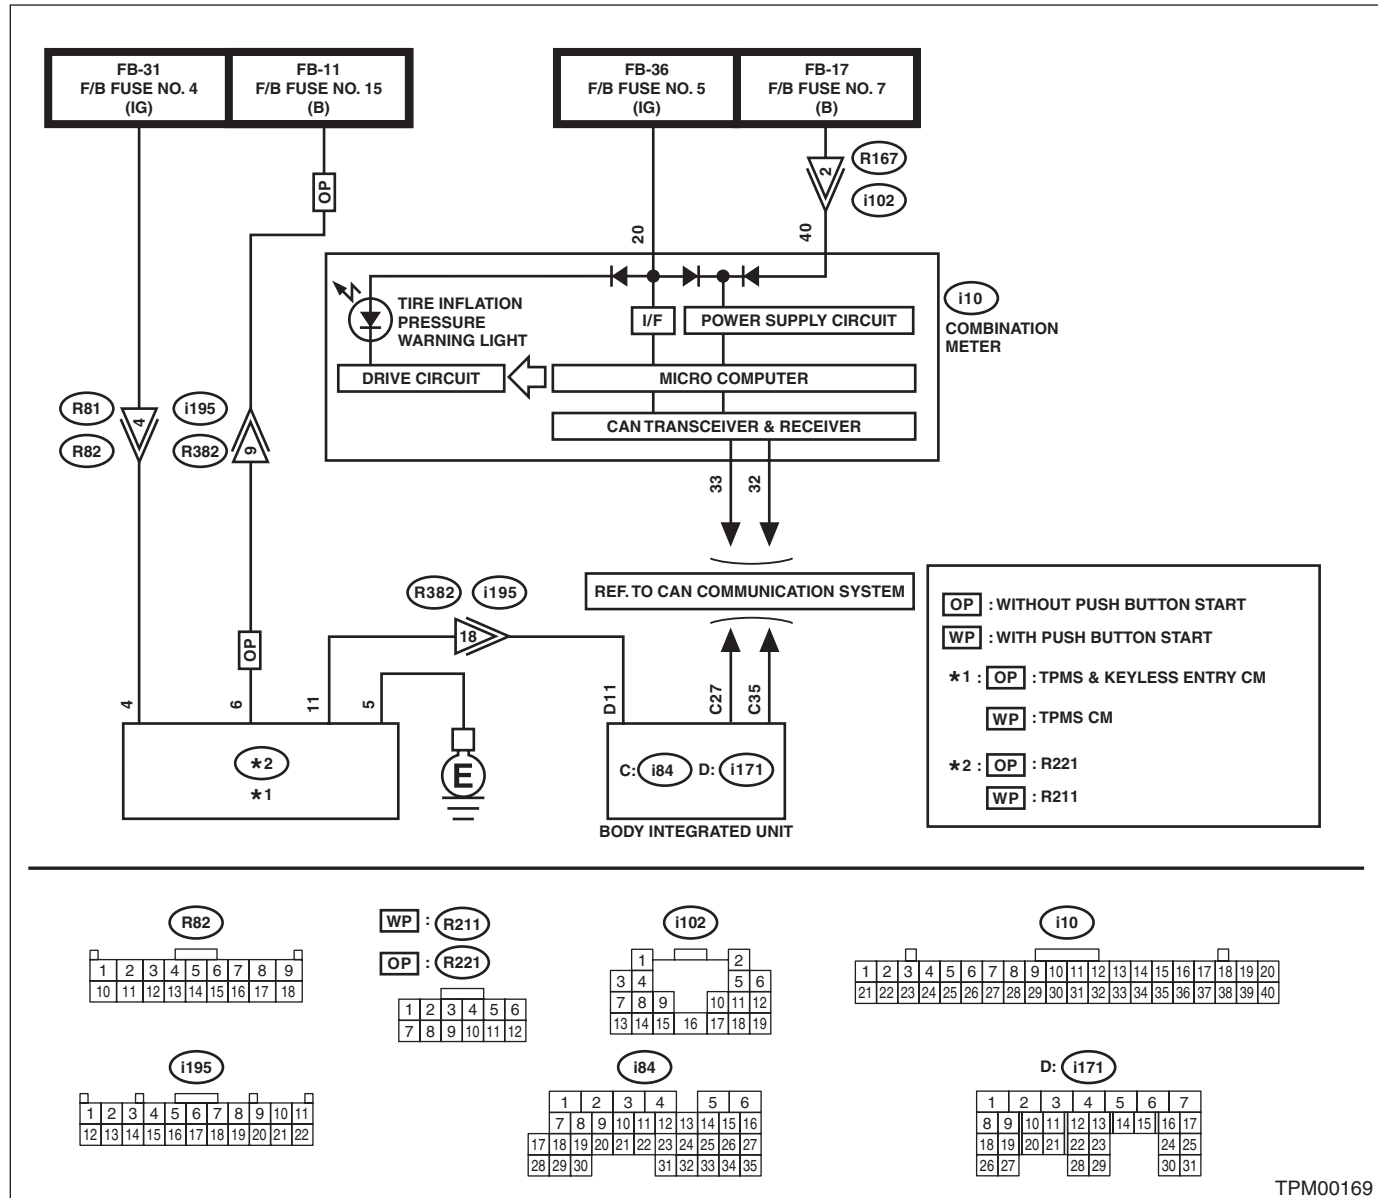 FB-31
F/B FUSE NO. 4
(IG)
FB-11
F/B FUSE NO. 15
(B)
FB-36
F/B FUSE NO. 5
(IG)
FB-17
F/B FUSE NO. 7
(B)
OP
2
R167
i102
20
40
TIRE INFLATION
PRESSURE
WARNING LIGHT
I/F
POWER SUPPLY CIRCUIT
i10
COMBINATION
METER
DRIVE CIRCUIT
MICRO COMPUTER
CAN TRANSCEIVER & RECEIVER
R81
R82
4
i195
R382
9
33
32
REF. TO CAN COMMUNICATION SYSTEM
R382
i195
18
OP
4
6
11
5
D11
C27
C35
*2
*1
E
C: i84 D: i171
BODY INTEGRATED UNIT
OP : WITHOUT PUSH BUTTON START
WP : WITH PUSH BUTTON START
*1 : OP : TPMS & KEYLESS ENTRY CM
WP : TPMS CM
*2 : OP : R221
WP : R211
R82
1 2 3 4 5 6 7 8 9
10 11 12 13 14 15 16 17 18
WP : R211
OP : R221
1 2 3 4 5 6
7 8 9 10 11 12
i102
1 2
3 4 5 6
7 8 9 10 11 12
13 14 15 16 17 18 19
i10
1 2 3 4 5 6 7 8 9 10 11 12 13 14 15 16 17 18 19 20
21 22 23 24 25 26 27 28 29 30 31 32 33 34 35 36 37 38 39 40
i195
1 2 3 4 5 6 7 8 9 10 11
12 13 14 15 16 17 18 19 20 21 22
i84
1 2 3 4 5 6
7 8 9 10 11 12 13 14 15 16
17 18 19 20 21 22 23 24 25 26 27
28 29 30 31 32 33 34 35
D: i171
1 2 3 4 5 6 7
8 9 10 11 12 13 14 15 16 17
18 19 20 21 22 23 24 25
26 27 28 29 30 31
TPM00169